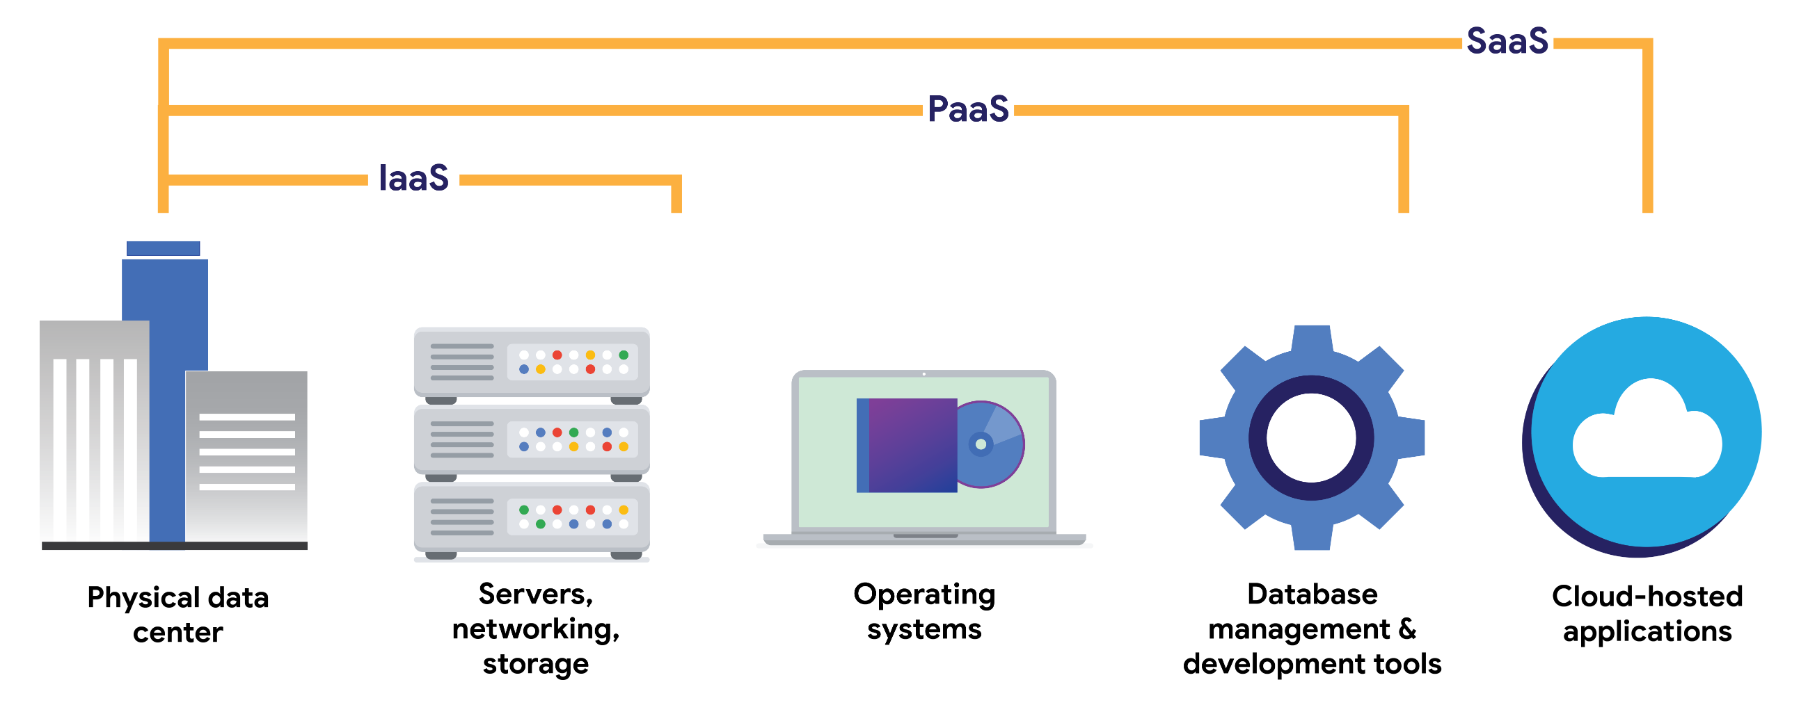 SaaS
PaaS
IaaS
Physical data
center
Servers,
networking,
storage
Operating
systems
Database
management &
development tools
Cloud-hosted
applications